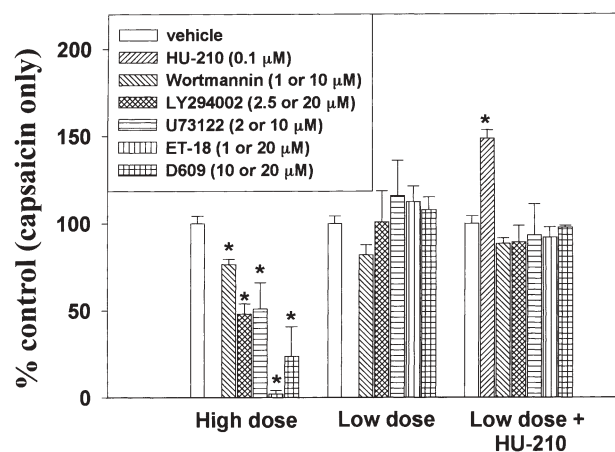 % control (capsaicin only)
200
150
100
50
0
vehicle
HU-210 (0.1 µM)
Wortmannin (1 or 10 µM)
LY294002 (2.5 or 20 µM)
U73122 (2 or 10 µM)
ET-18 (1 or 20 µM)
D609 (10 or 20 µM)
*
*
*
*
*
*
High dose
Low dose
Low dose +
HU-210